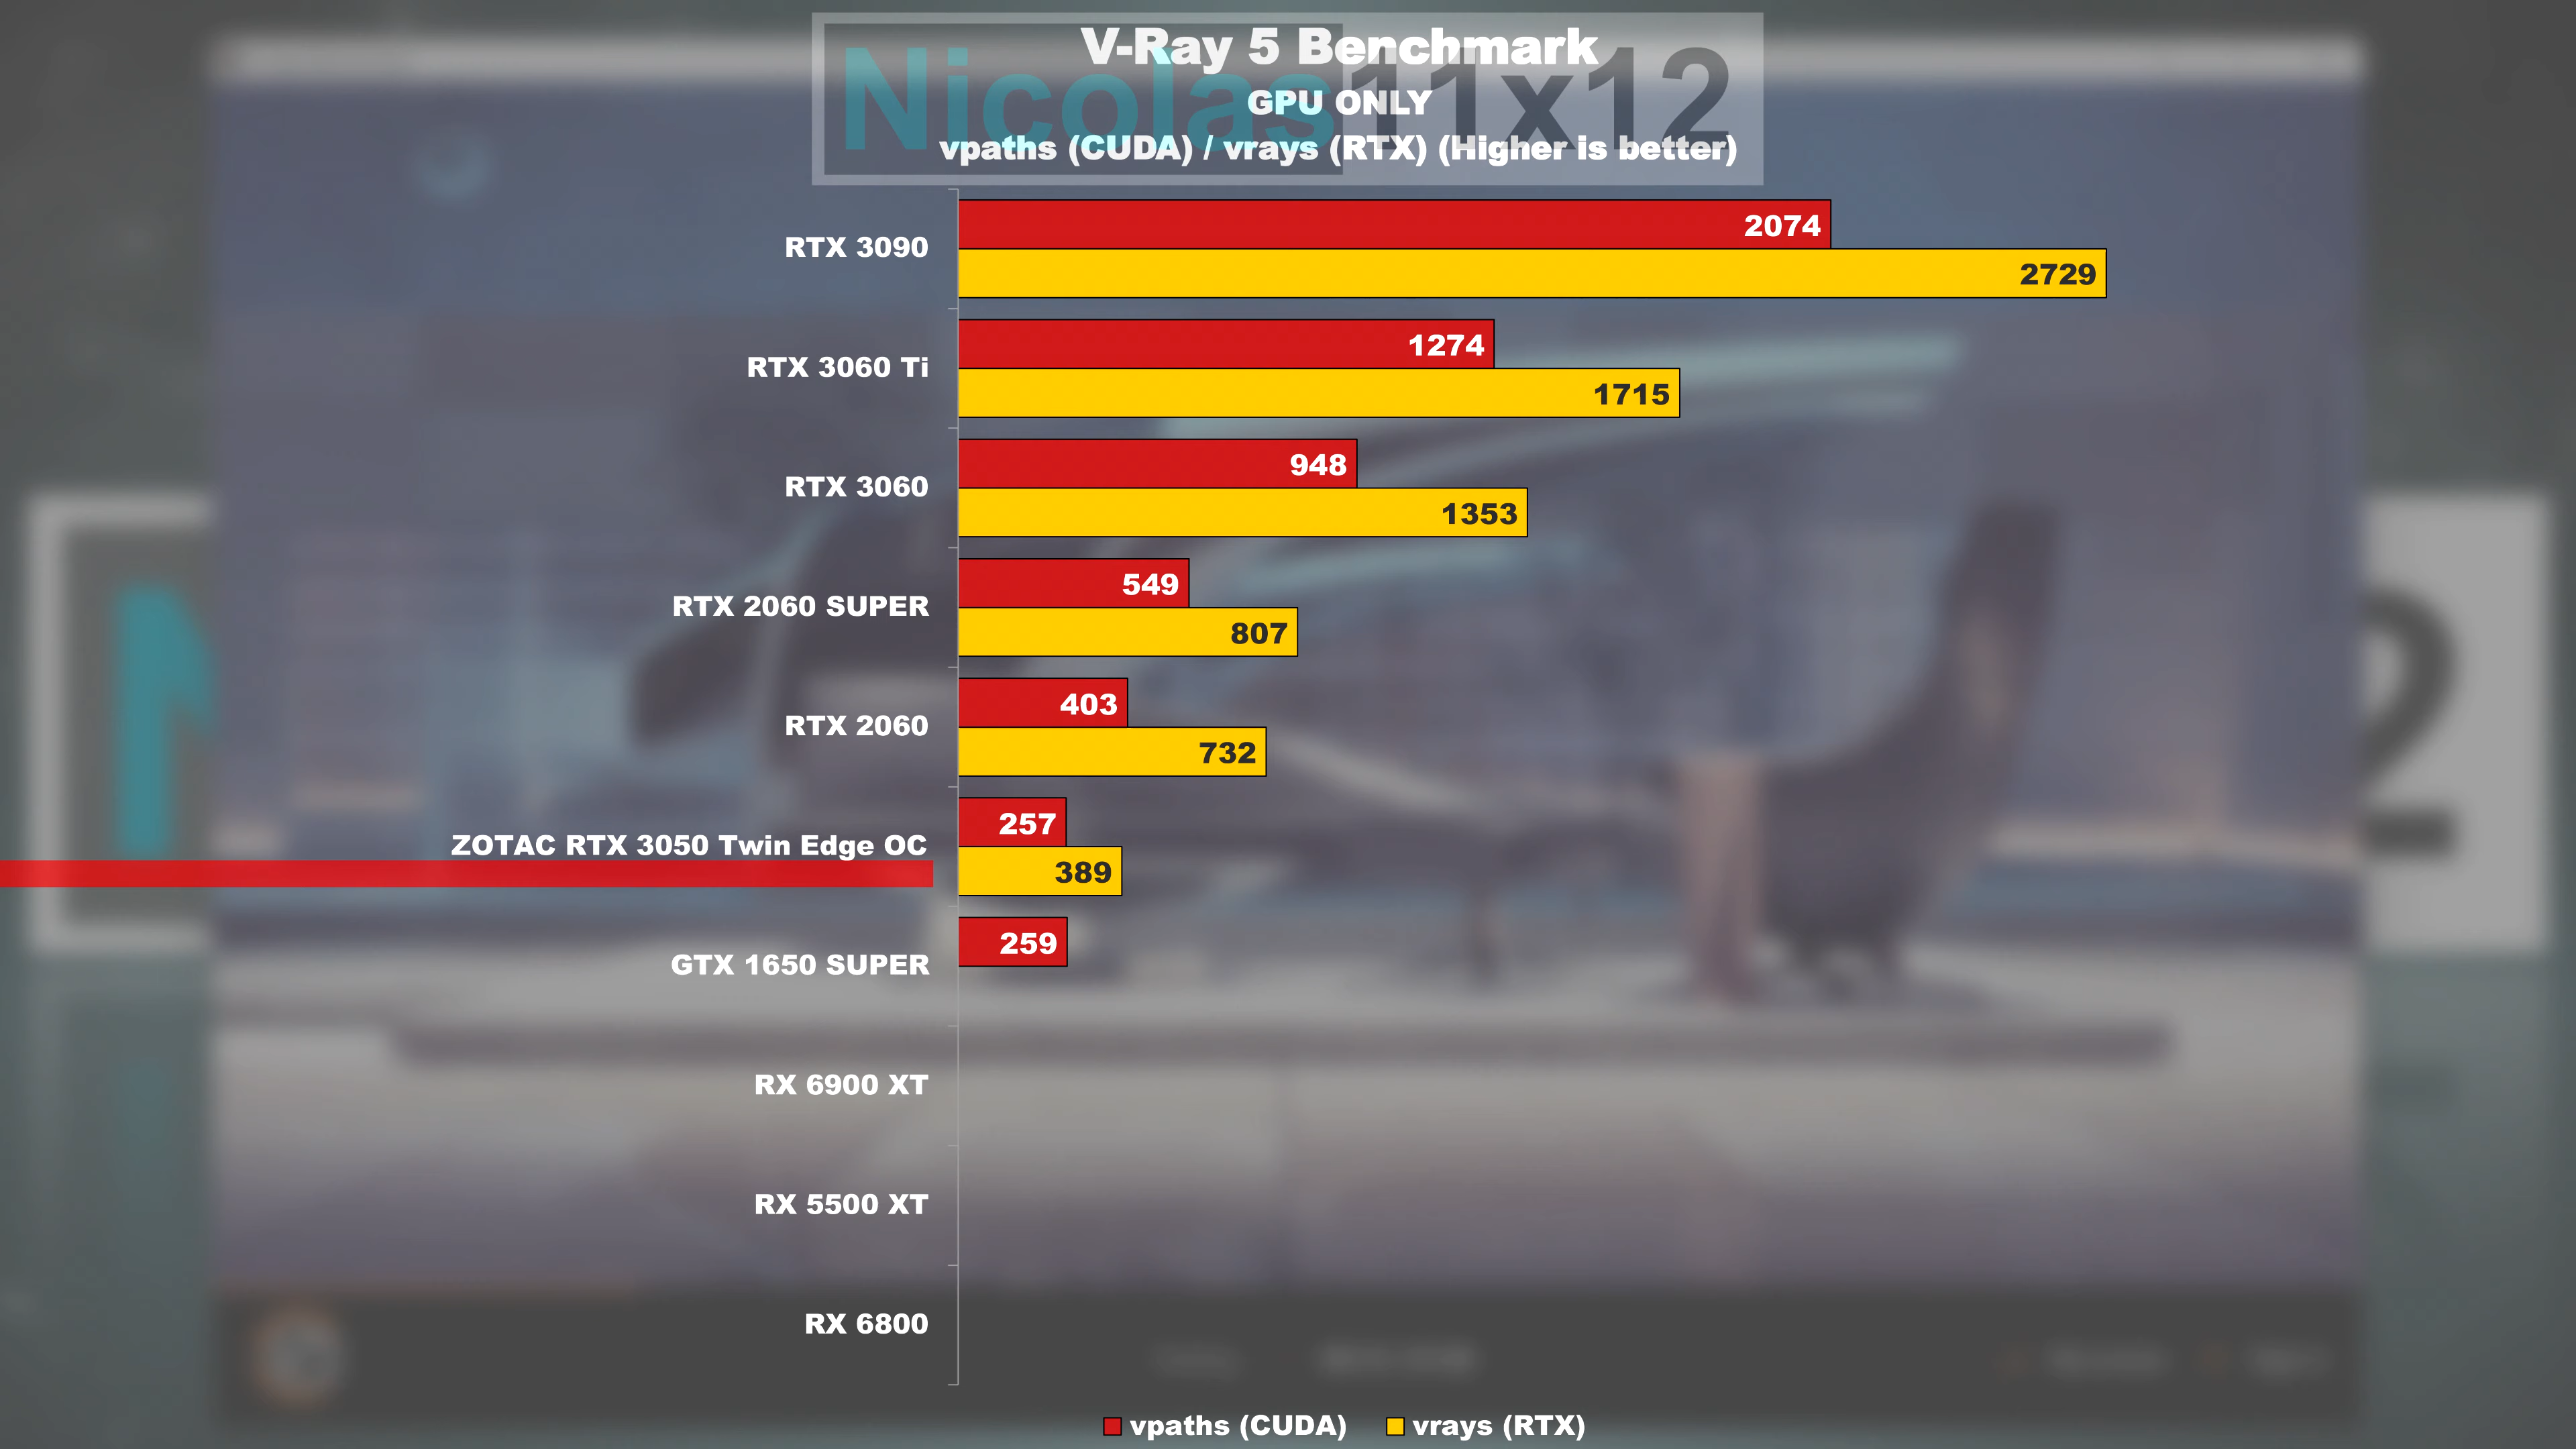 V-Ray 5 Benchmark
Nicolas11x12
GPU ONLY
vpaths (CUDA) / vrays (RTX) (Higher is better)
RTX 3090
2074
2729
RTX 3060 Ti
1274
1715
RTX 3060
948
1353
RTX 2060 SUPER
549
807
RTX 2060
403
732
ZOTAC RTX 3050 Twin Edge OC
257
389
GTX 1650 SUPER
259
RX 6900 XT
RX 5500 XT
RX 6800
vpaths (CUDA) vrays (RTX)